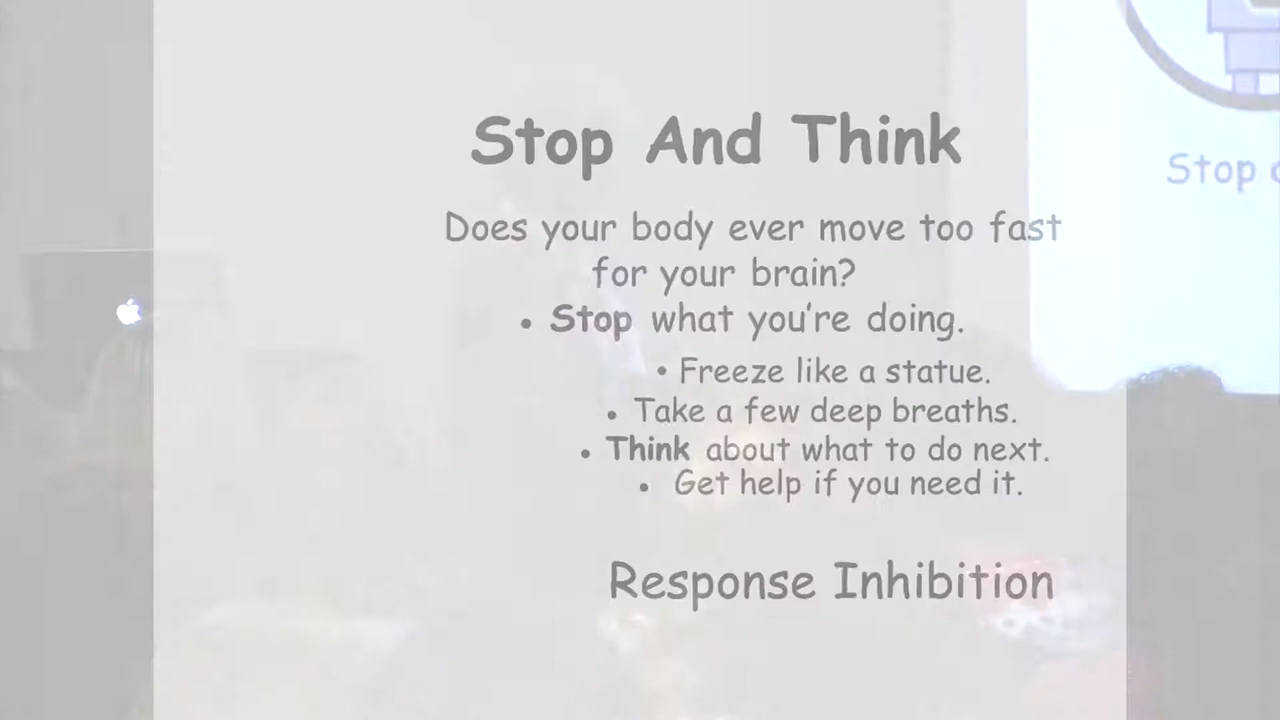 Stop And Think
Does your body ever move too fast
for your brain?
• Stop what you're doing.
• Freeze like a statue.
• Take a few deep breaths.
• Think about what to do next.
• Get help if you need it.
Response Inhibition
Stop